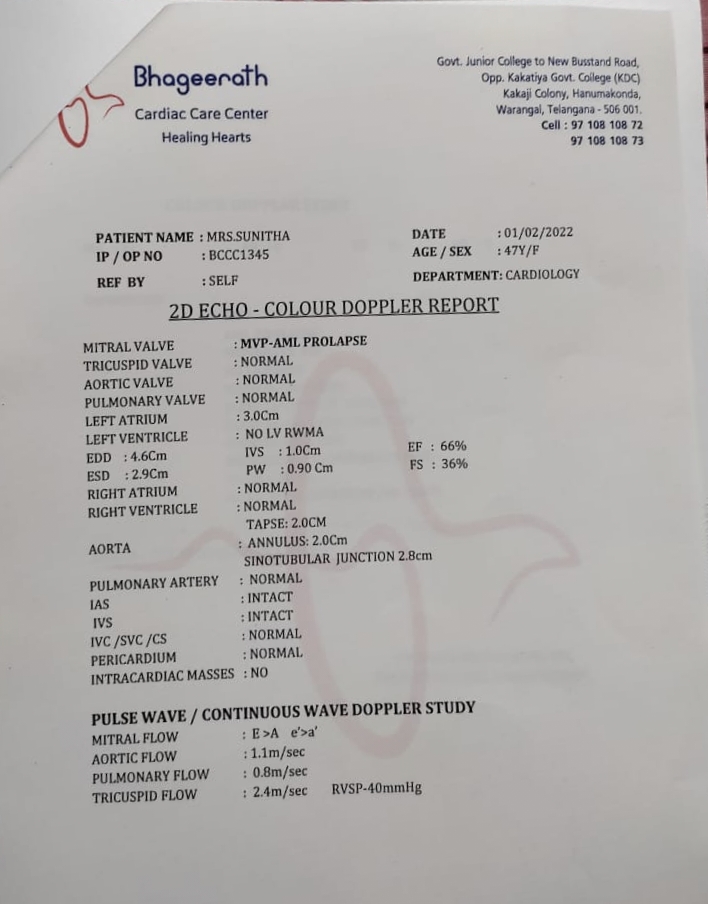 Bhageerath
Cardiac Care Center
Healing Hearts
Govt. Junior College to New Busstand Road,
Opp. Kakatiya Govt. College (KDC)
Kakaji Colony, Hanumakonda,
Warangal, Telangana - 506 001.
Cell : 97 108 108 72
97 108 108 73
PATIENT NAME : MRS.SUNITHA DATE : 01/02/2022
IP / OP NO : BCCC1345 AGE / SEX : 47Y/F
REF BY : SELF DEPARTMENT: CARDIOLOGY
2D ECHO - COLOUR DOPPLER REPORT
MITRAL VALVE : MVP-AML PROLAPSE
TRICUSPID VALVE : NORMAL
AORTIC VALVE : NORMAL
PULMONARY VALVE : NORMAL
LEFT ATRIUM : 3.0Cm
LEFT VENTRICLE : NO LV RWMA
EDD : 4.6Cm IVS : 1.0Cm EF : 66%
ESD : 2.9Cm PW : 0.90 Cm FS : 36%
RIGHT ATRIUM : NORMAL
RIGHT VENTRICLE : NORMAL
TAPSE: 2.0CM
AORTA : ANNULUS: 2.0Cm
SINOTUBULAR JUNCTION 2.8cm
PULMONARY ARTERY : NORMAL
IAS : INTACT
IVS : INTACT
IVC /SVC /CS : NORMAL
PERICARDIUM : NORMAL
INTRACARDIAC MASSES : NO
PULSE WAVE / CONTINUOUS WAVE DOPPLER STUDY
MITRAL FLOW : E >A e'>a'
AORTIC FLOW : 1.1m/sec
PULMONARY FLOW : 0.8m/sec
TRICUSPID FLOW : 2.4m/sec RVSP-40mmHg